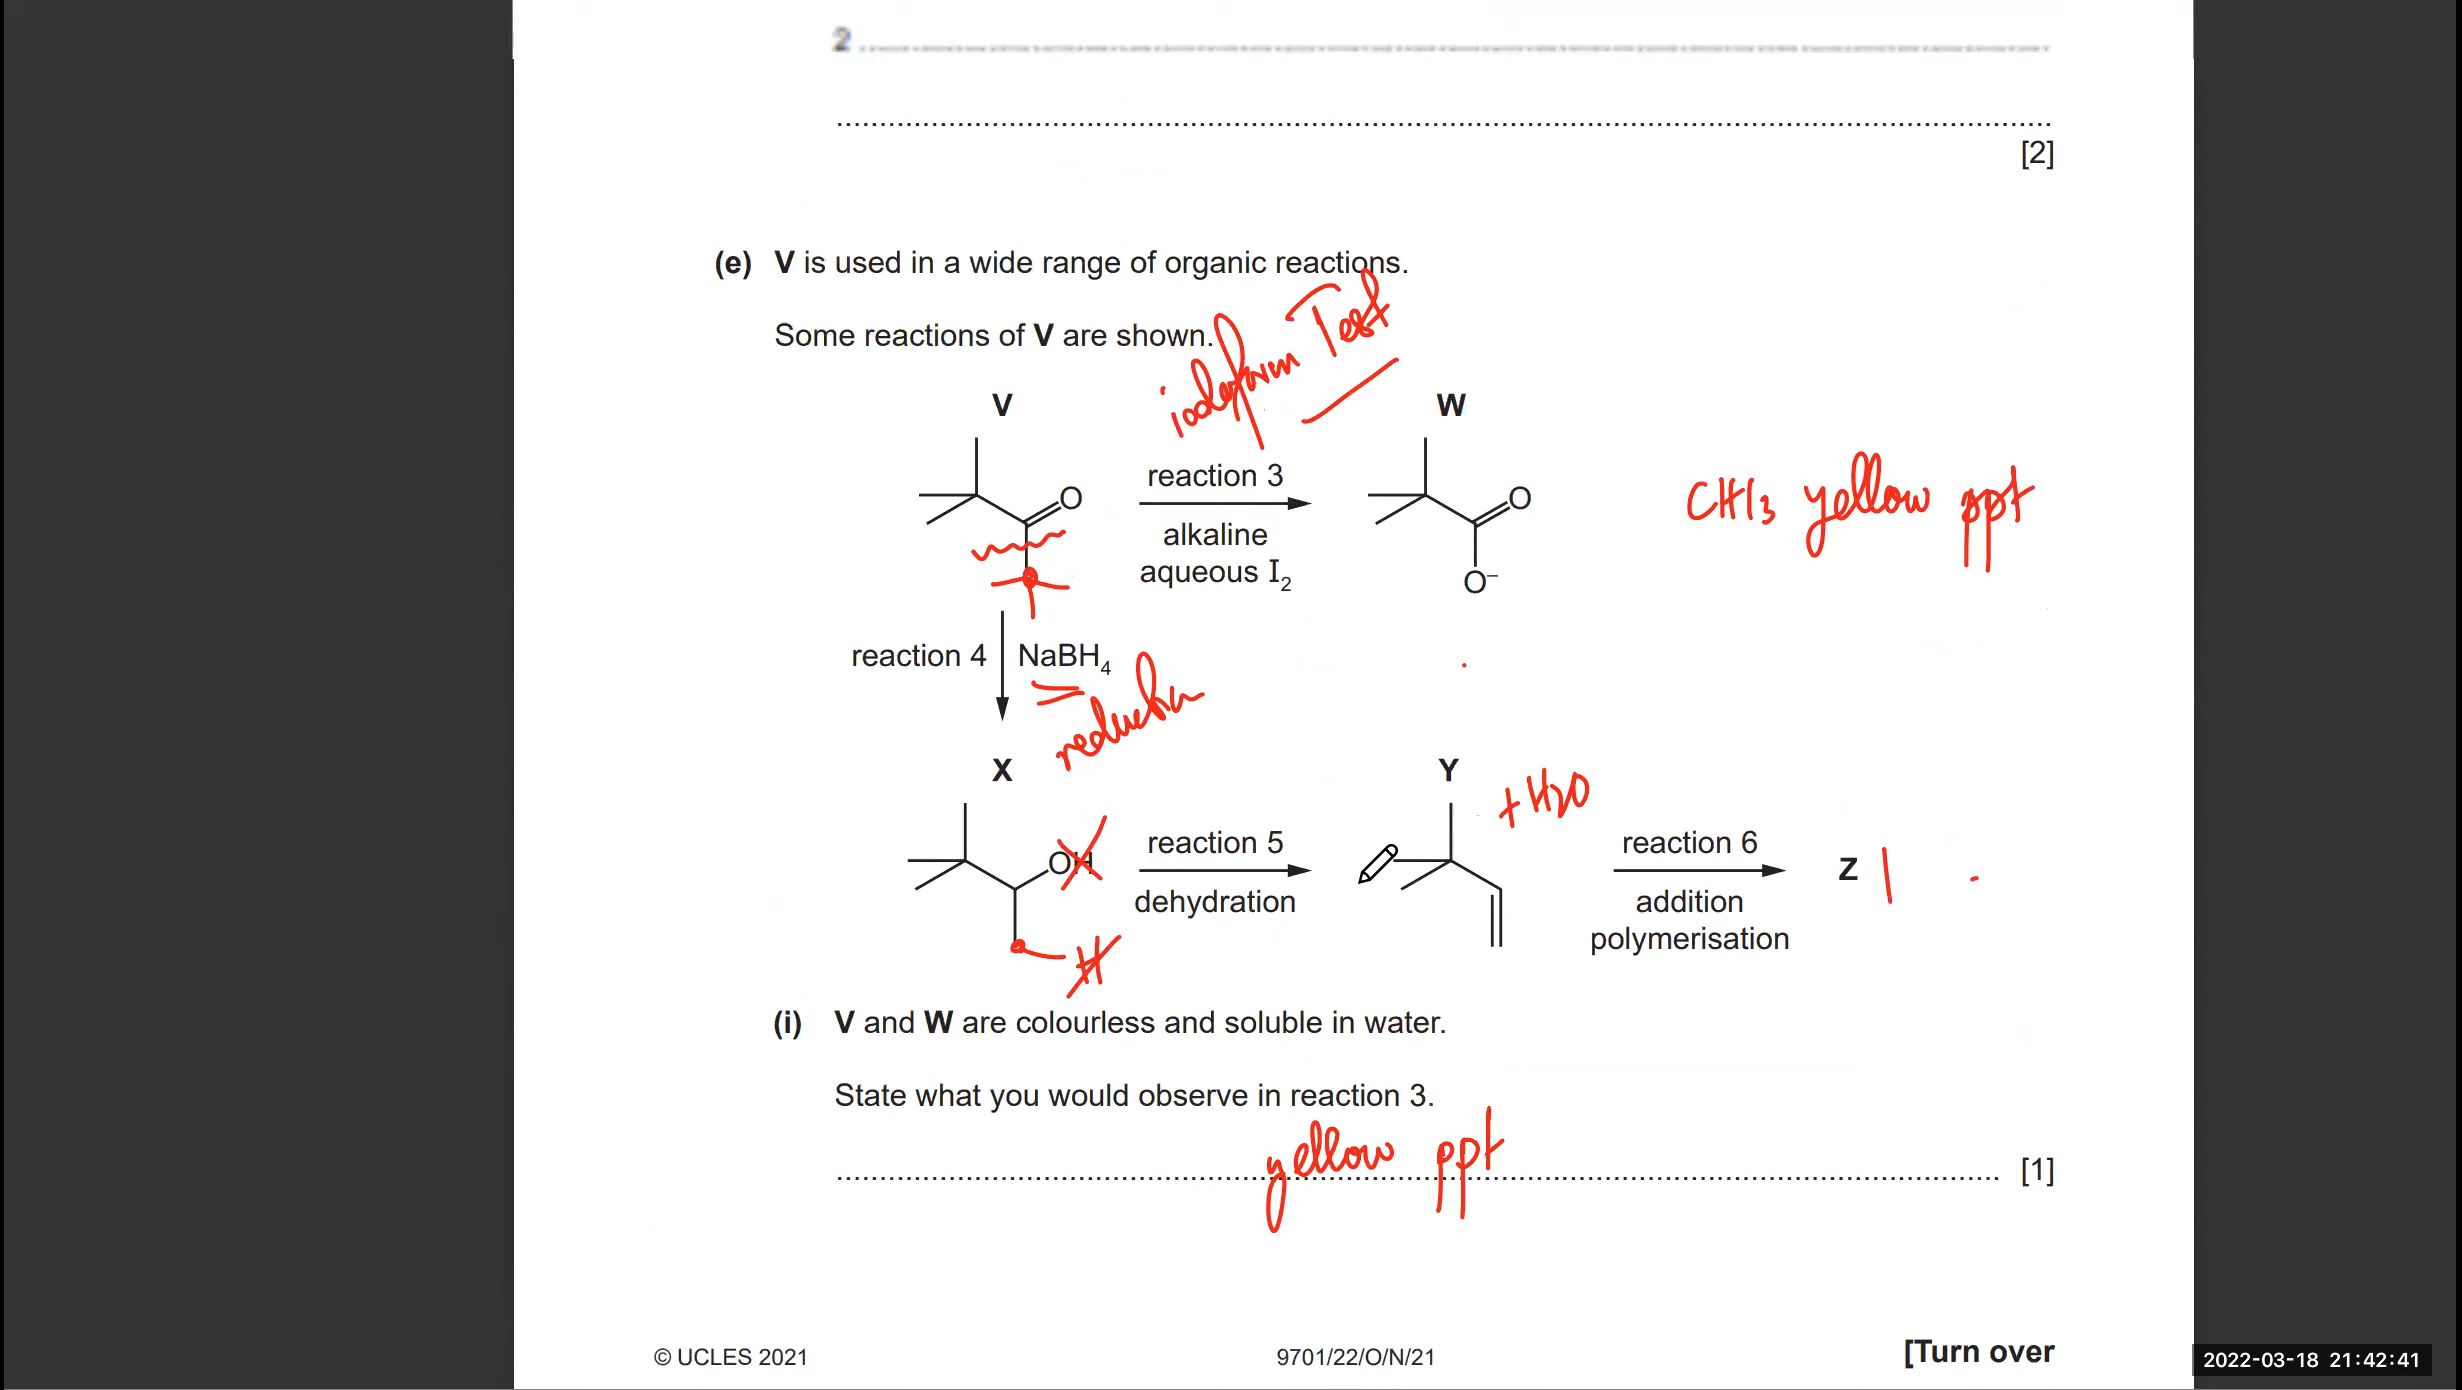 2
[2]
(e) V is used in a wide range of organic reactions.
Some reactions of V are shown.
iodoform Test
V
W
O
reaction 3
alkaline
aqueous I2
O
O–
CHI3 yellow ppt
reaction 4
NaBH4
reduction
X
Y
+ H2O
OH
H
reaction 5
dehydration
reaction 6
addition
polymerisation
Z
(i) V and W are colourless and soluble in water.
State what you would observe in reaction 3.
yellow ppt
[1]
© UCLES 2021
9701/22/O/N/21
[Turn over
2022-03-18 21:42:41